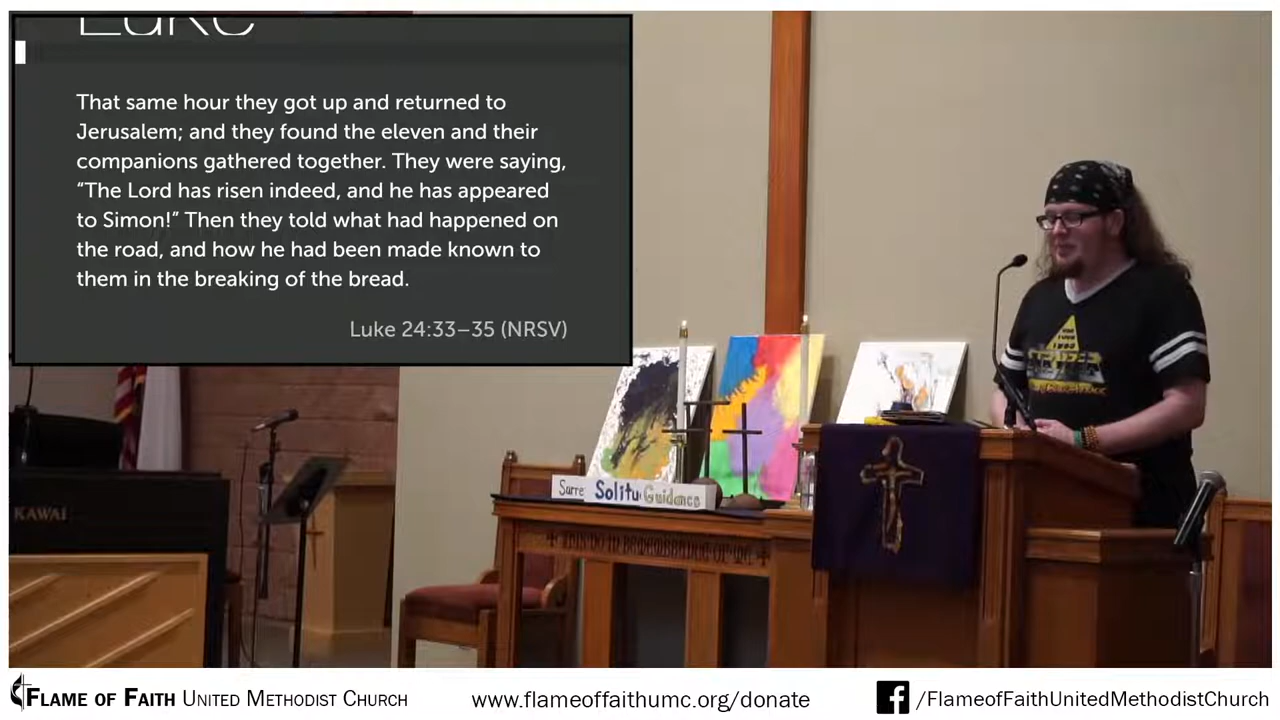 Luke
That same hour they got up and returned to
Jerusalem; and they found the eleven and their
companions gathered together. They were saying,
“The Lord has risen indeed, and he has appeared
to Simon!” Then they told what had happened on
the road, and how he had been made known to
them in the breaking of the bread.
Luke 24:33–35 (NRSV)
KAWAI
Surre Solitu Guidance
FLAME OF FAITH UNITED METHODIST CHURCH
www.flameoffaithumc.org/donate
/FlameofFaithUnitedMethodistChurch